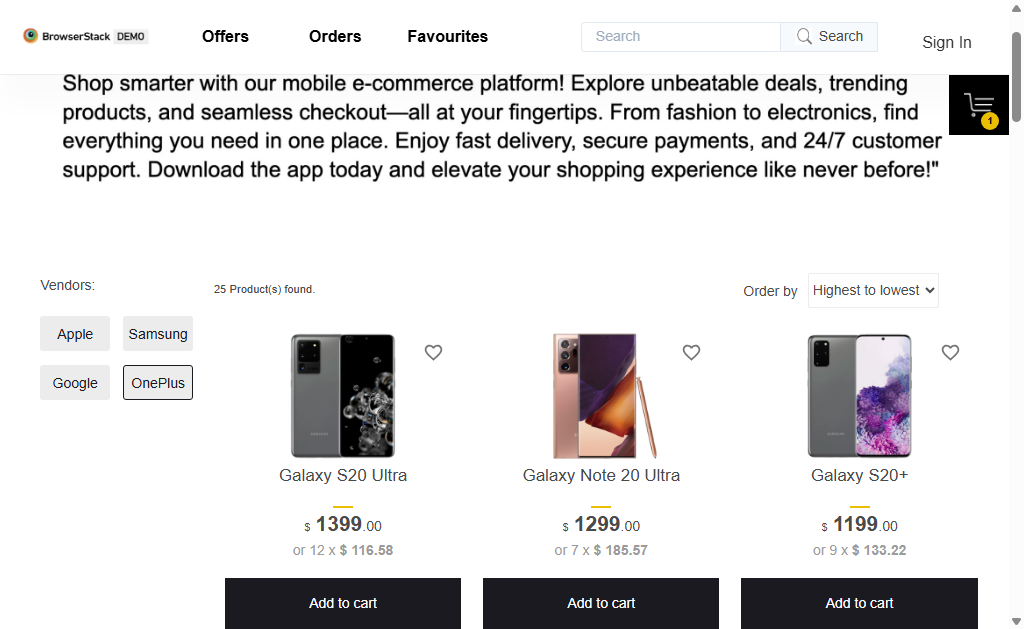 BrowserStack DEMO
Offers
Orders
Favourites
Search
Search
Sign In
1
Shop smarter with our mobile e-commerce platform! Explore unbeatable deals, trending
products, and seamless checkout—all at your fingertips. From fashion to electronics, find
everything you need in one place. Enjoy fast delivery, secure payments, and 24/7 customer
support. Download the app today and elevate your shopping experience like never before!"
Vendors:
Apple
Samsung
Google
OnePlus
25 Product(s) found.
Order by
Highest to lowest
Galaxy S20 Ultra
$ 1399.00
or 12 x $ 116.58
Add to cart
Galaxy Note 20 Ultra
$ 1299.00
or 7 x $ 185.57
Add to cart
Galaxy S20+
$ 1199.00
or 9 x $ 133.22
Add to cart